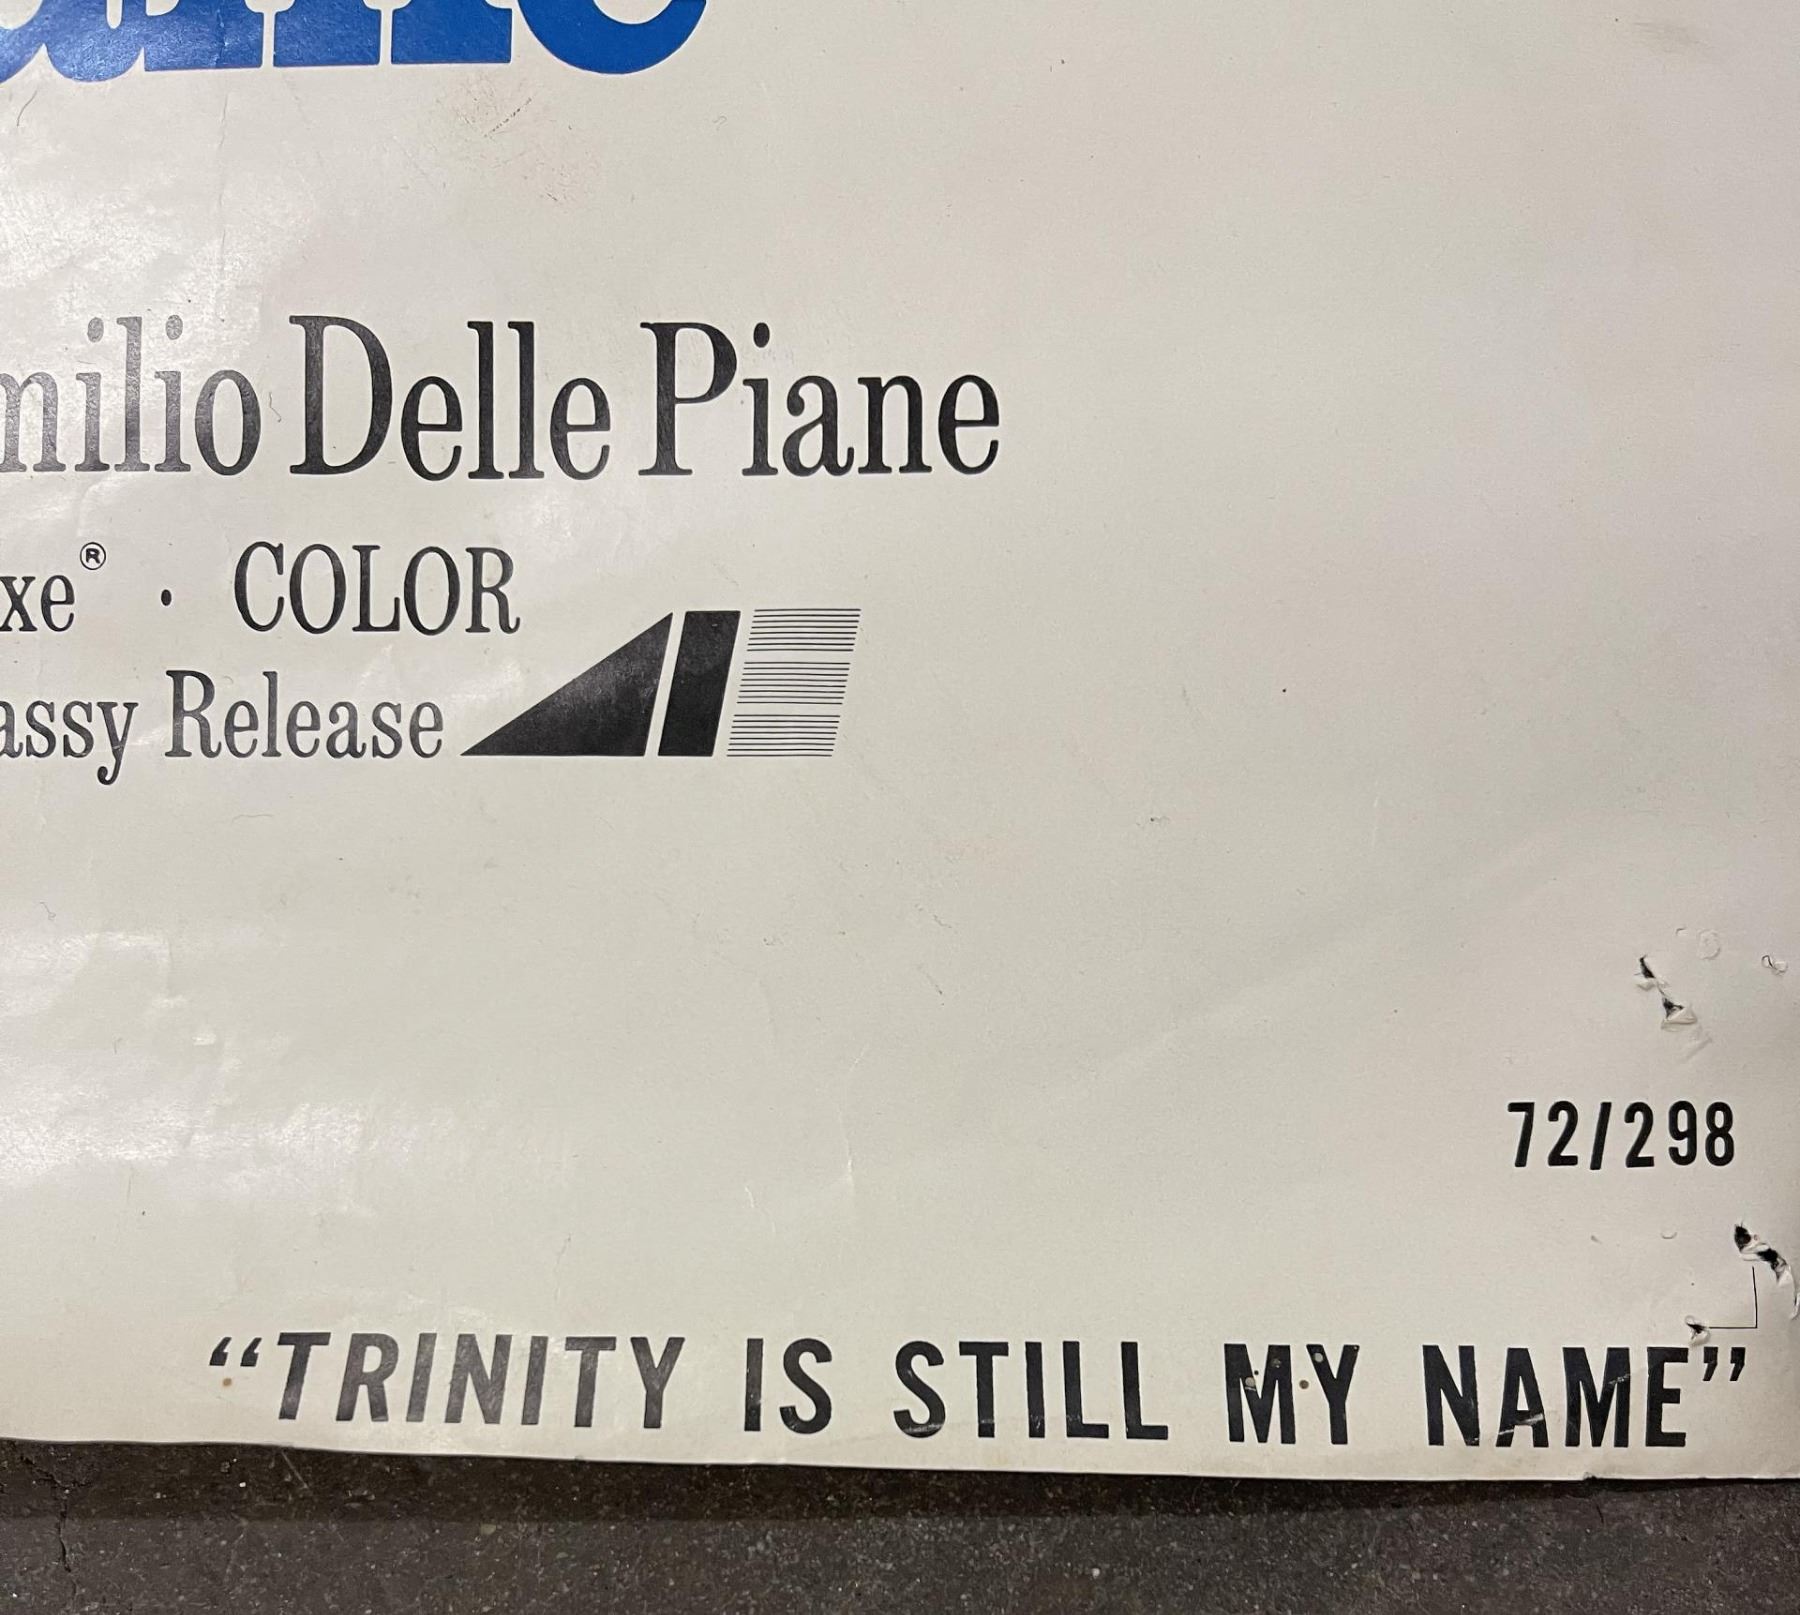 milio Delle Piane
xe® · COLOR
assy Release
72/298
“TRINITY IS STILL MY NAME”